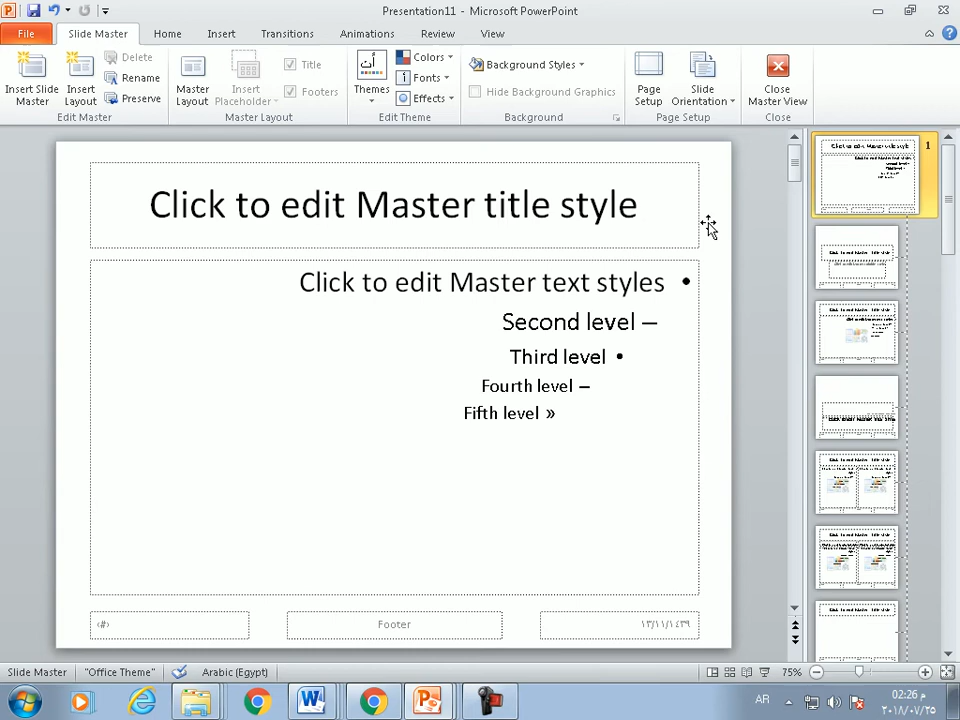 Presentation11 - Microsoft PowerPoint
File Slide Master Home Insert Transitions Animations Review View
Insert Slide Master
Insert Layout
Delete
Rename
Preserve
Edit Master
Master Layout
Insert Placeholder
Title
Footers
Master Layout
Themes
Colors
Fonts
Effects
Edit Theme
Background Styles
Hide Background Graphics
Background
Page Setup
Slide Orientation
Page Setup
Close Master View
Close
Click to edit Master title style
Click to edit Master text styles •
Second level –
Third level •
Fourth level –
Fifth level »
‹#›
Footer
١٣/١١/١٤٣٩
1
Slide Master "Office Theme" Arabic (Egypt) 75%
AR
02:26 م
٢٠١٨/٠٧/٢٥